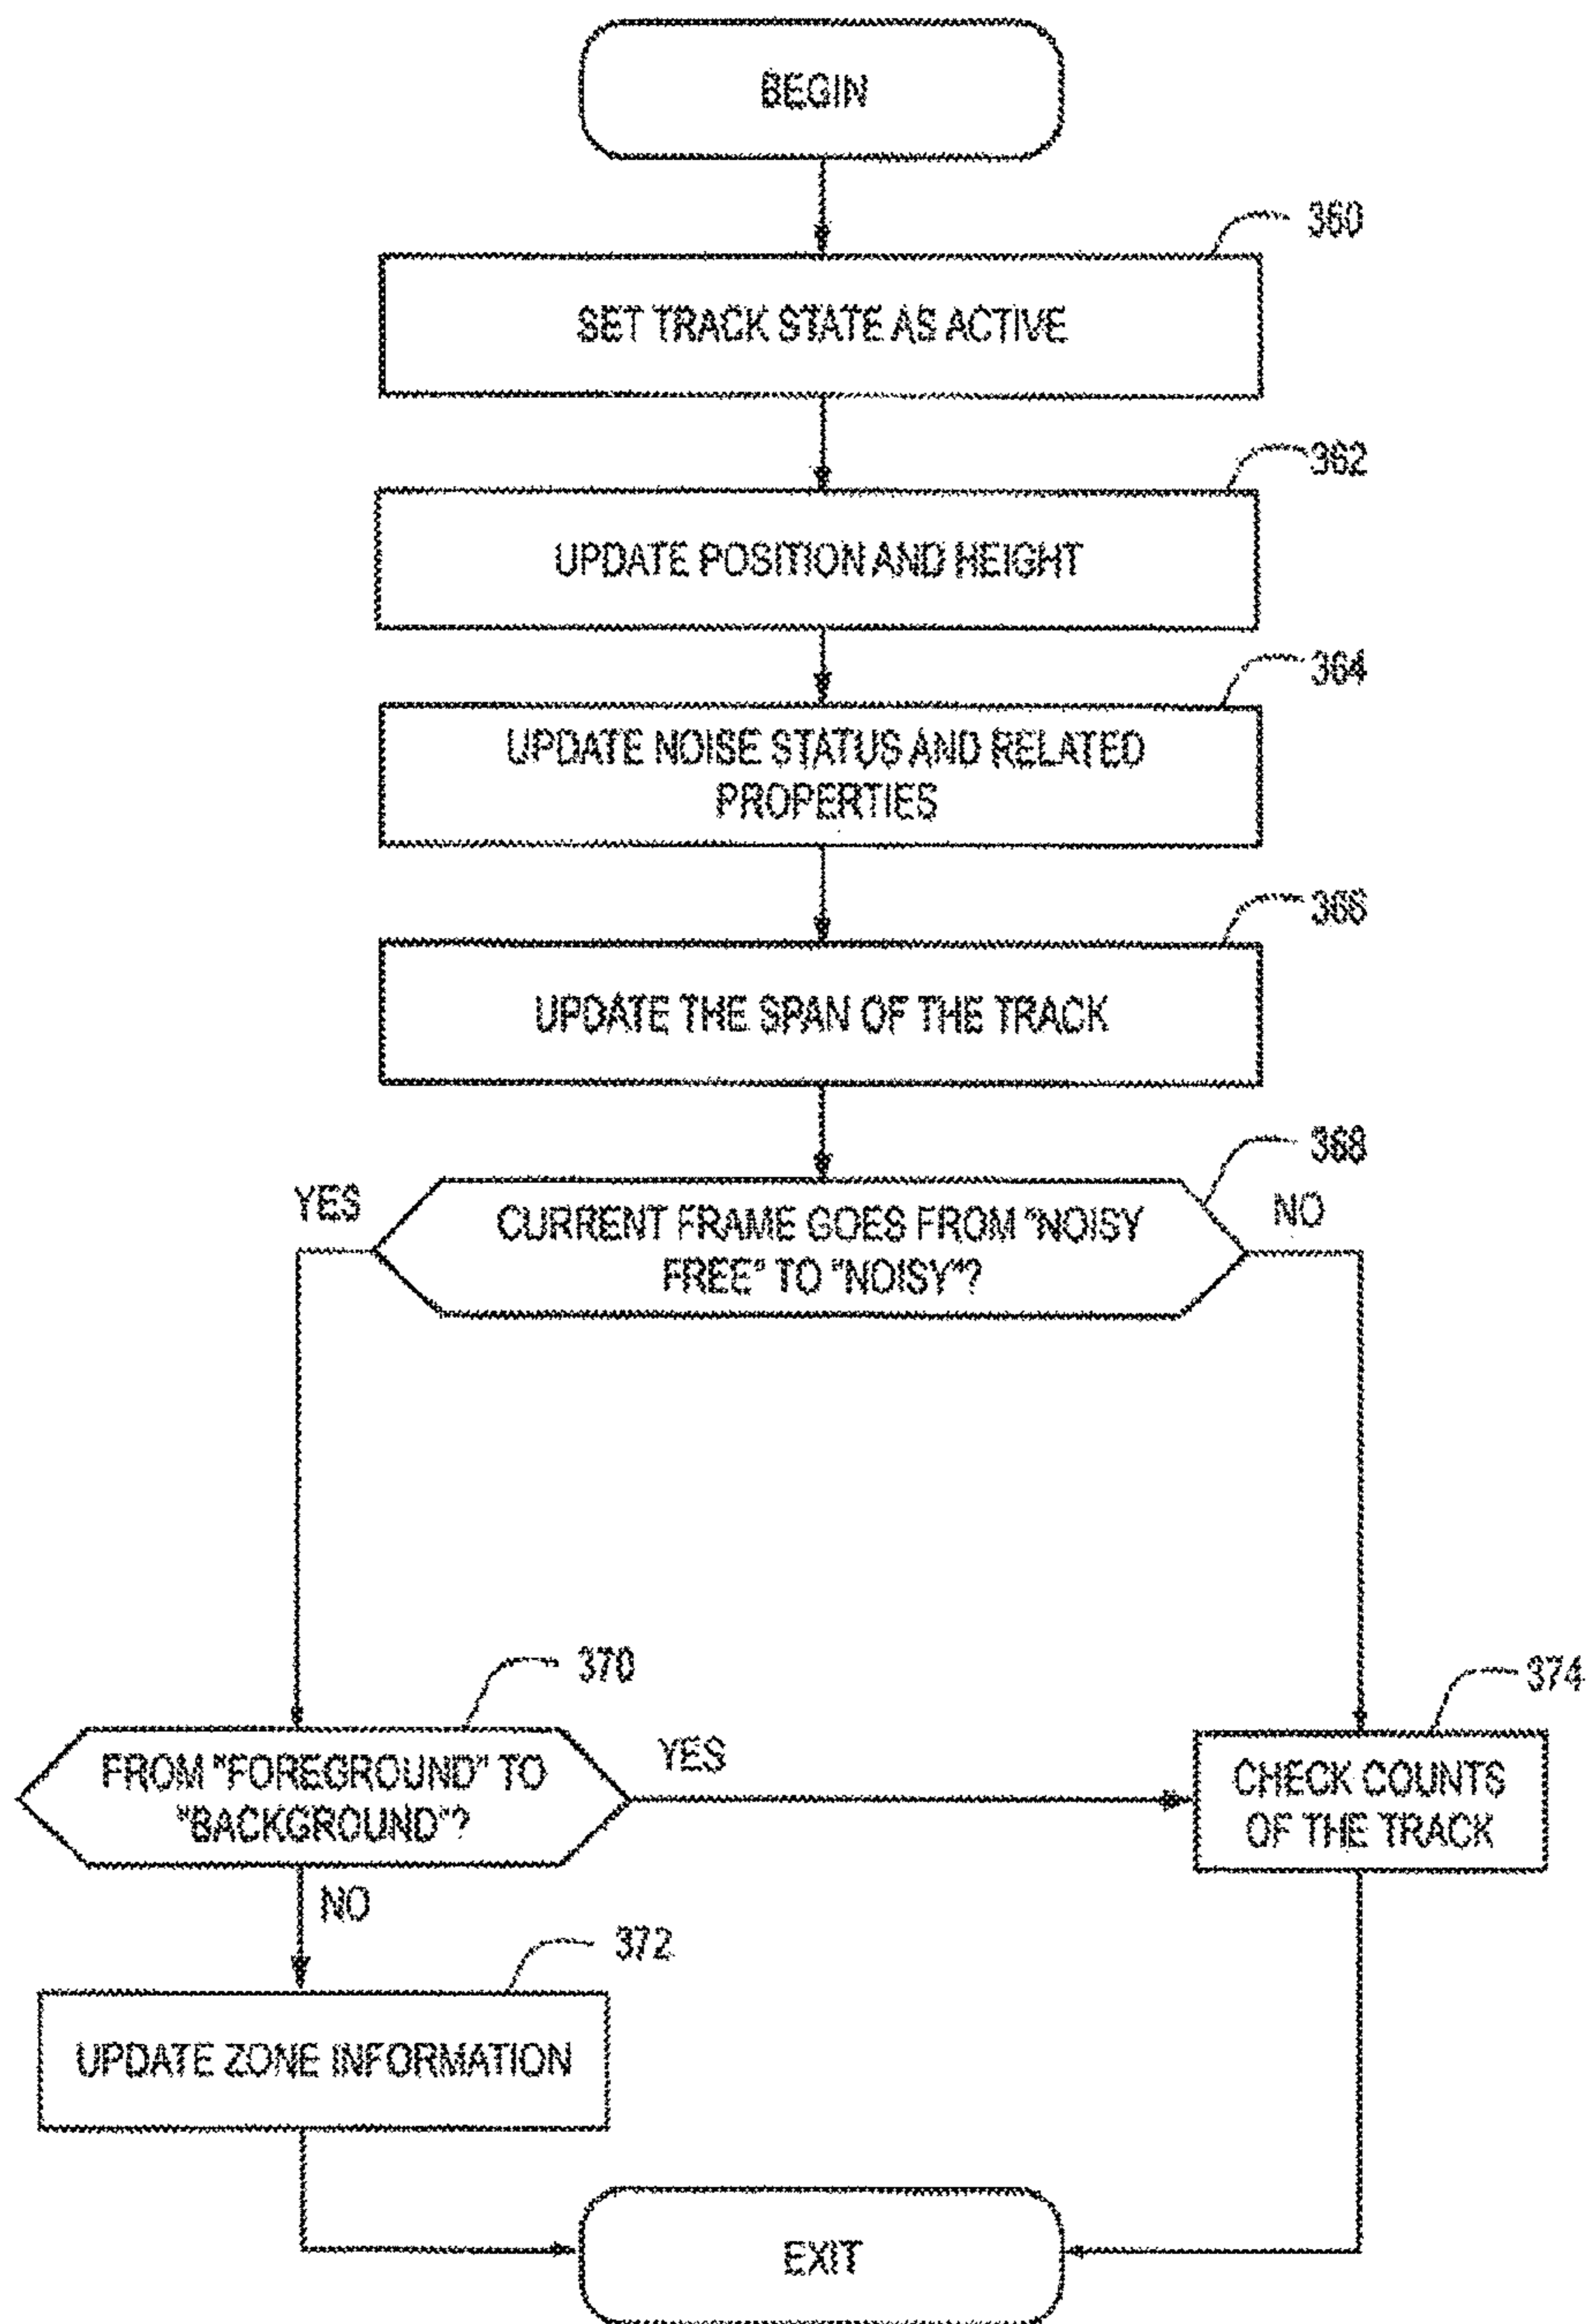 BEGIN
360
SET TRACK STATE AS ACTIVE
362
UPDATE POSITION AND HEIGHT
364
UPDATE NOISE STATUS AND RELATED
PROPERTIES
366
UPDATE THE SPAN OF THE TRACK
368
YES
NO
CURRENT FRAME GOES FROM "NOISY
FREE" TO "NOISY"?
370
374
FROM "FOREGROUND" TO
"BACKGROUND"?
YES
CHECK COUNTS
OF THE TRACK
NO
372
UPDATE ZONE INFORMATION
EXIT